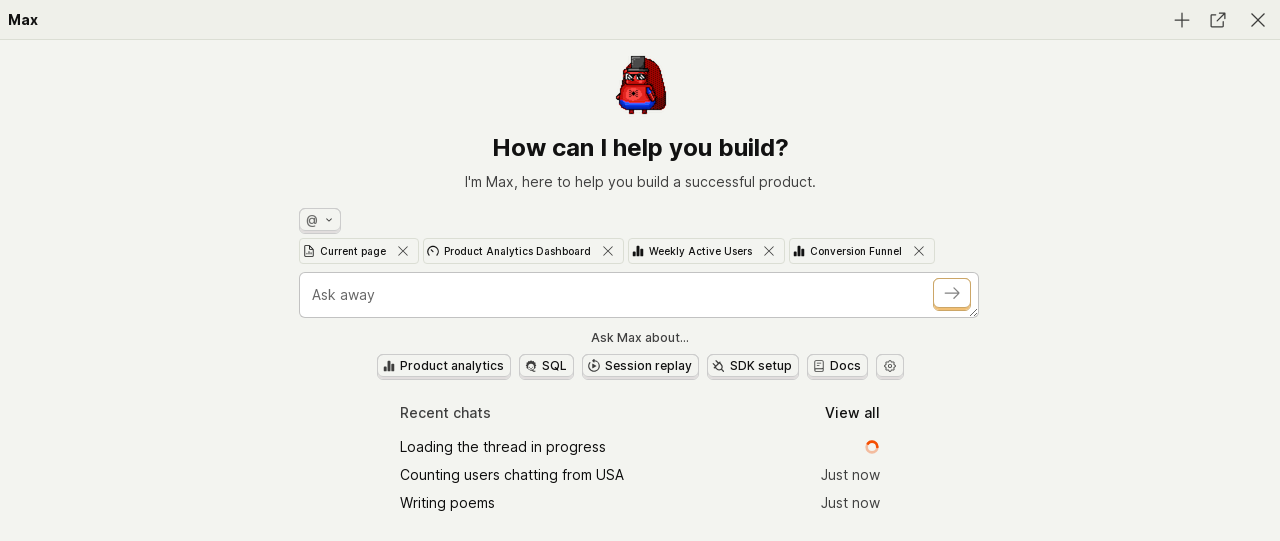 Max
How can I help you build?
I'm Max, here to help you build a successful product.
@
Current page Product Analytics Dashboard Weekly Active Users Conversion Funnel
Ask away
Ask Max about...
Product analytics SQL Session replay SDK setup Docs
Recent chats View all
Loading the thread in progress
Counting users chatting from USA Just now
Writing poems Just now